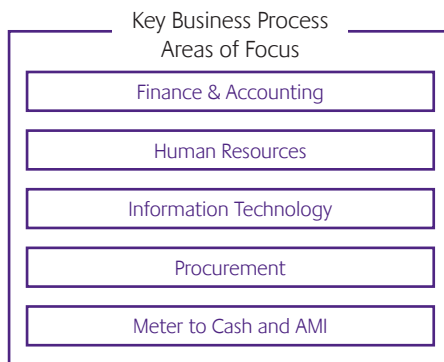 Key Business Process
Areas of Focus
Finance & Accounting
Human Resources
Information Technology
Procurement
Meter to Cash and AMI